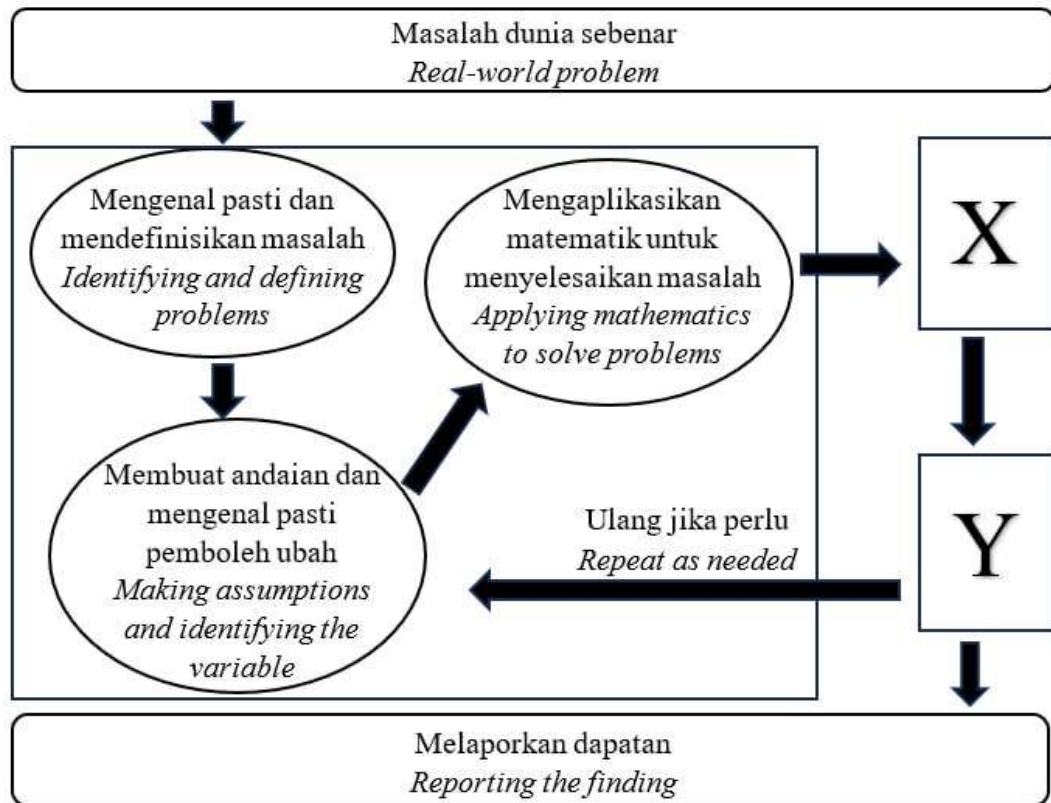 Masalah dunia sebenar
Real-world problem
Mengenal pasti dan
mendefinisikan masalah
Identifying and defining
problems
Mengaplikasikan
matematik untuk
menyelesaikan masalah
Applying mathematics
to solve problems
X
Membuat andaian dan
mengenal pasti
pemboleh ubah
Making assumptions
and identifying the
variable
Ulang jika perlu
Repeat as needed
Y
Melaporkan dapatan
Reporting the finding